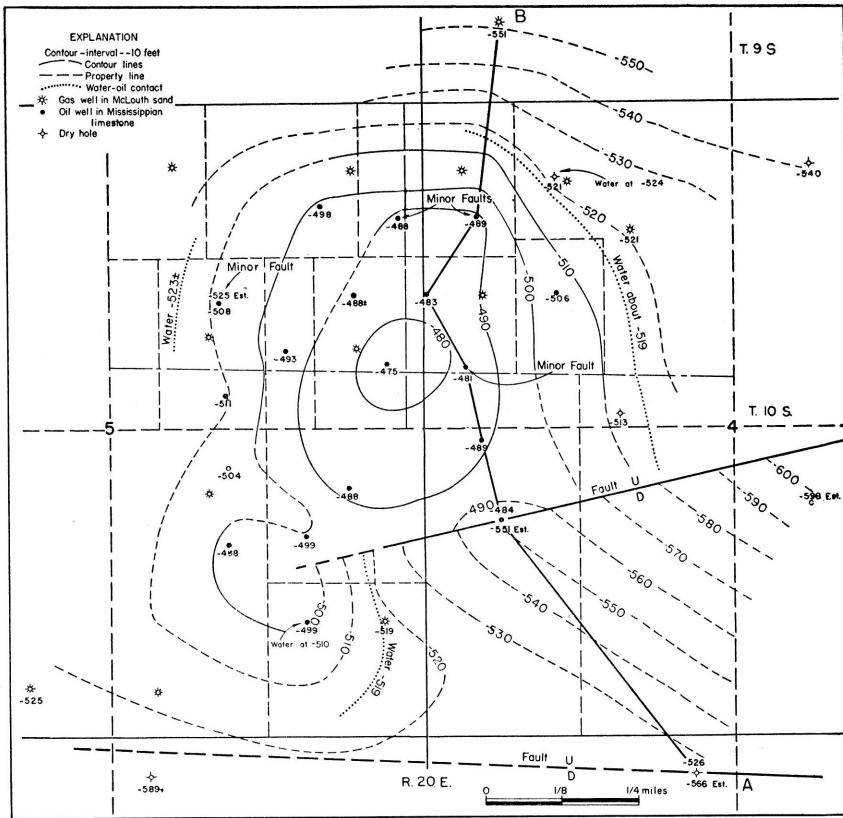 EXPLANATION
Contour-interval--10 feet
Contour lines
Property line
Water-oil contact
Gas well in McLouth sand
Oil well in Mississippian
limestone
Dry hole
B
-551
T. 9 S
-550
-540
-530
-540
-521
Water at -524
-520
-521
-498
Minor Faults
-488
-489
510
500
Minor Fault
525 Est.
-508
Water -523±
-488±
-483
490
-506
Water about -519
-480
-493
-475
-481
Minor Fault
-511
-513
T. 10 S.
5
4
-489
-504
-488
Fault U
D
-600
-598 Est.
-590
-580
490
-484
-551 Est.
-570
-499
-498
-560
-550
-540
-530
500
-499
Water at -510
-510
-519
-520
Water -519
-525
-526
Fault U
D
-566 Est.
A
-589+
R. 20 E.
0 1/8 1/4 miles